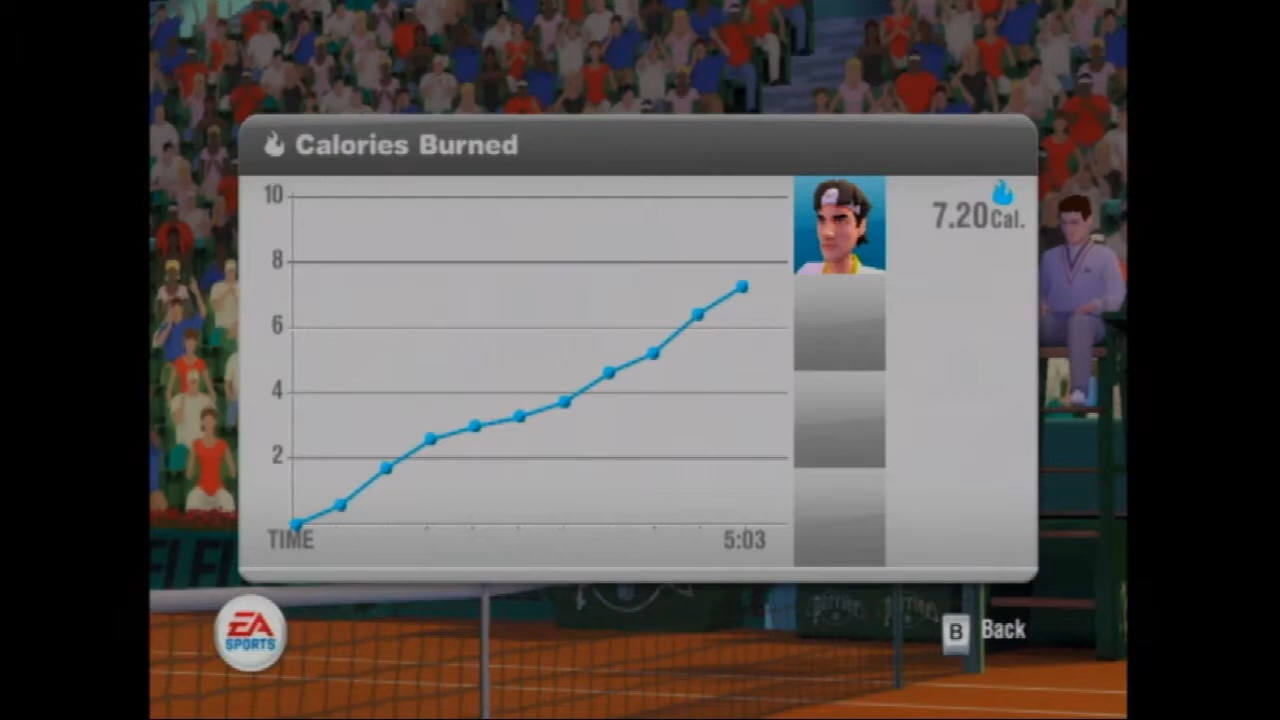 Calories Burned
10
8
6
4
2
TIME
5:03
7.20Cal.
EA
SPORTS
B Back